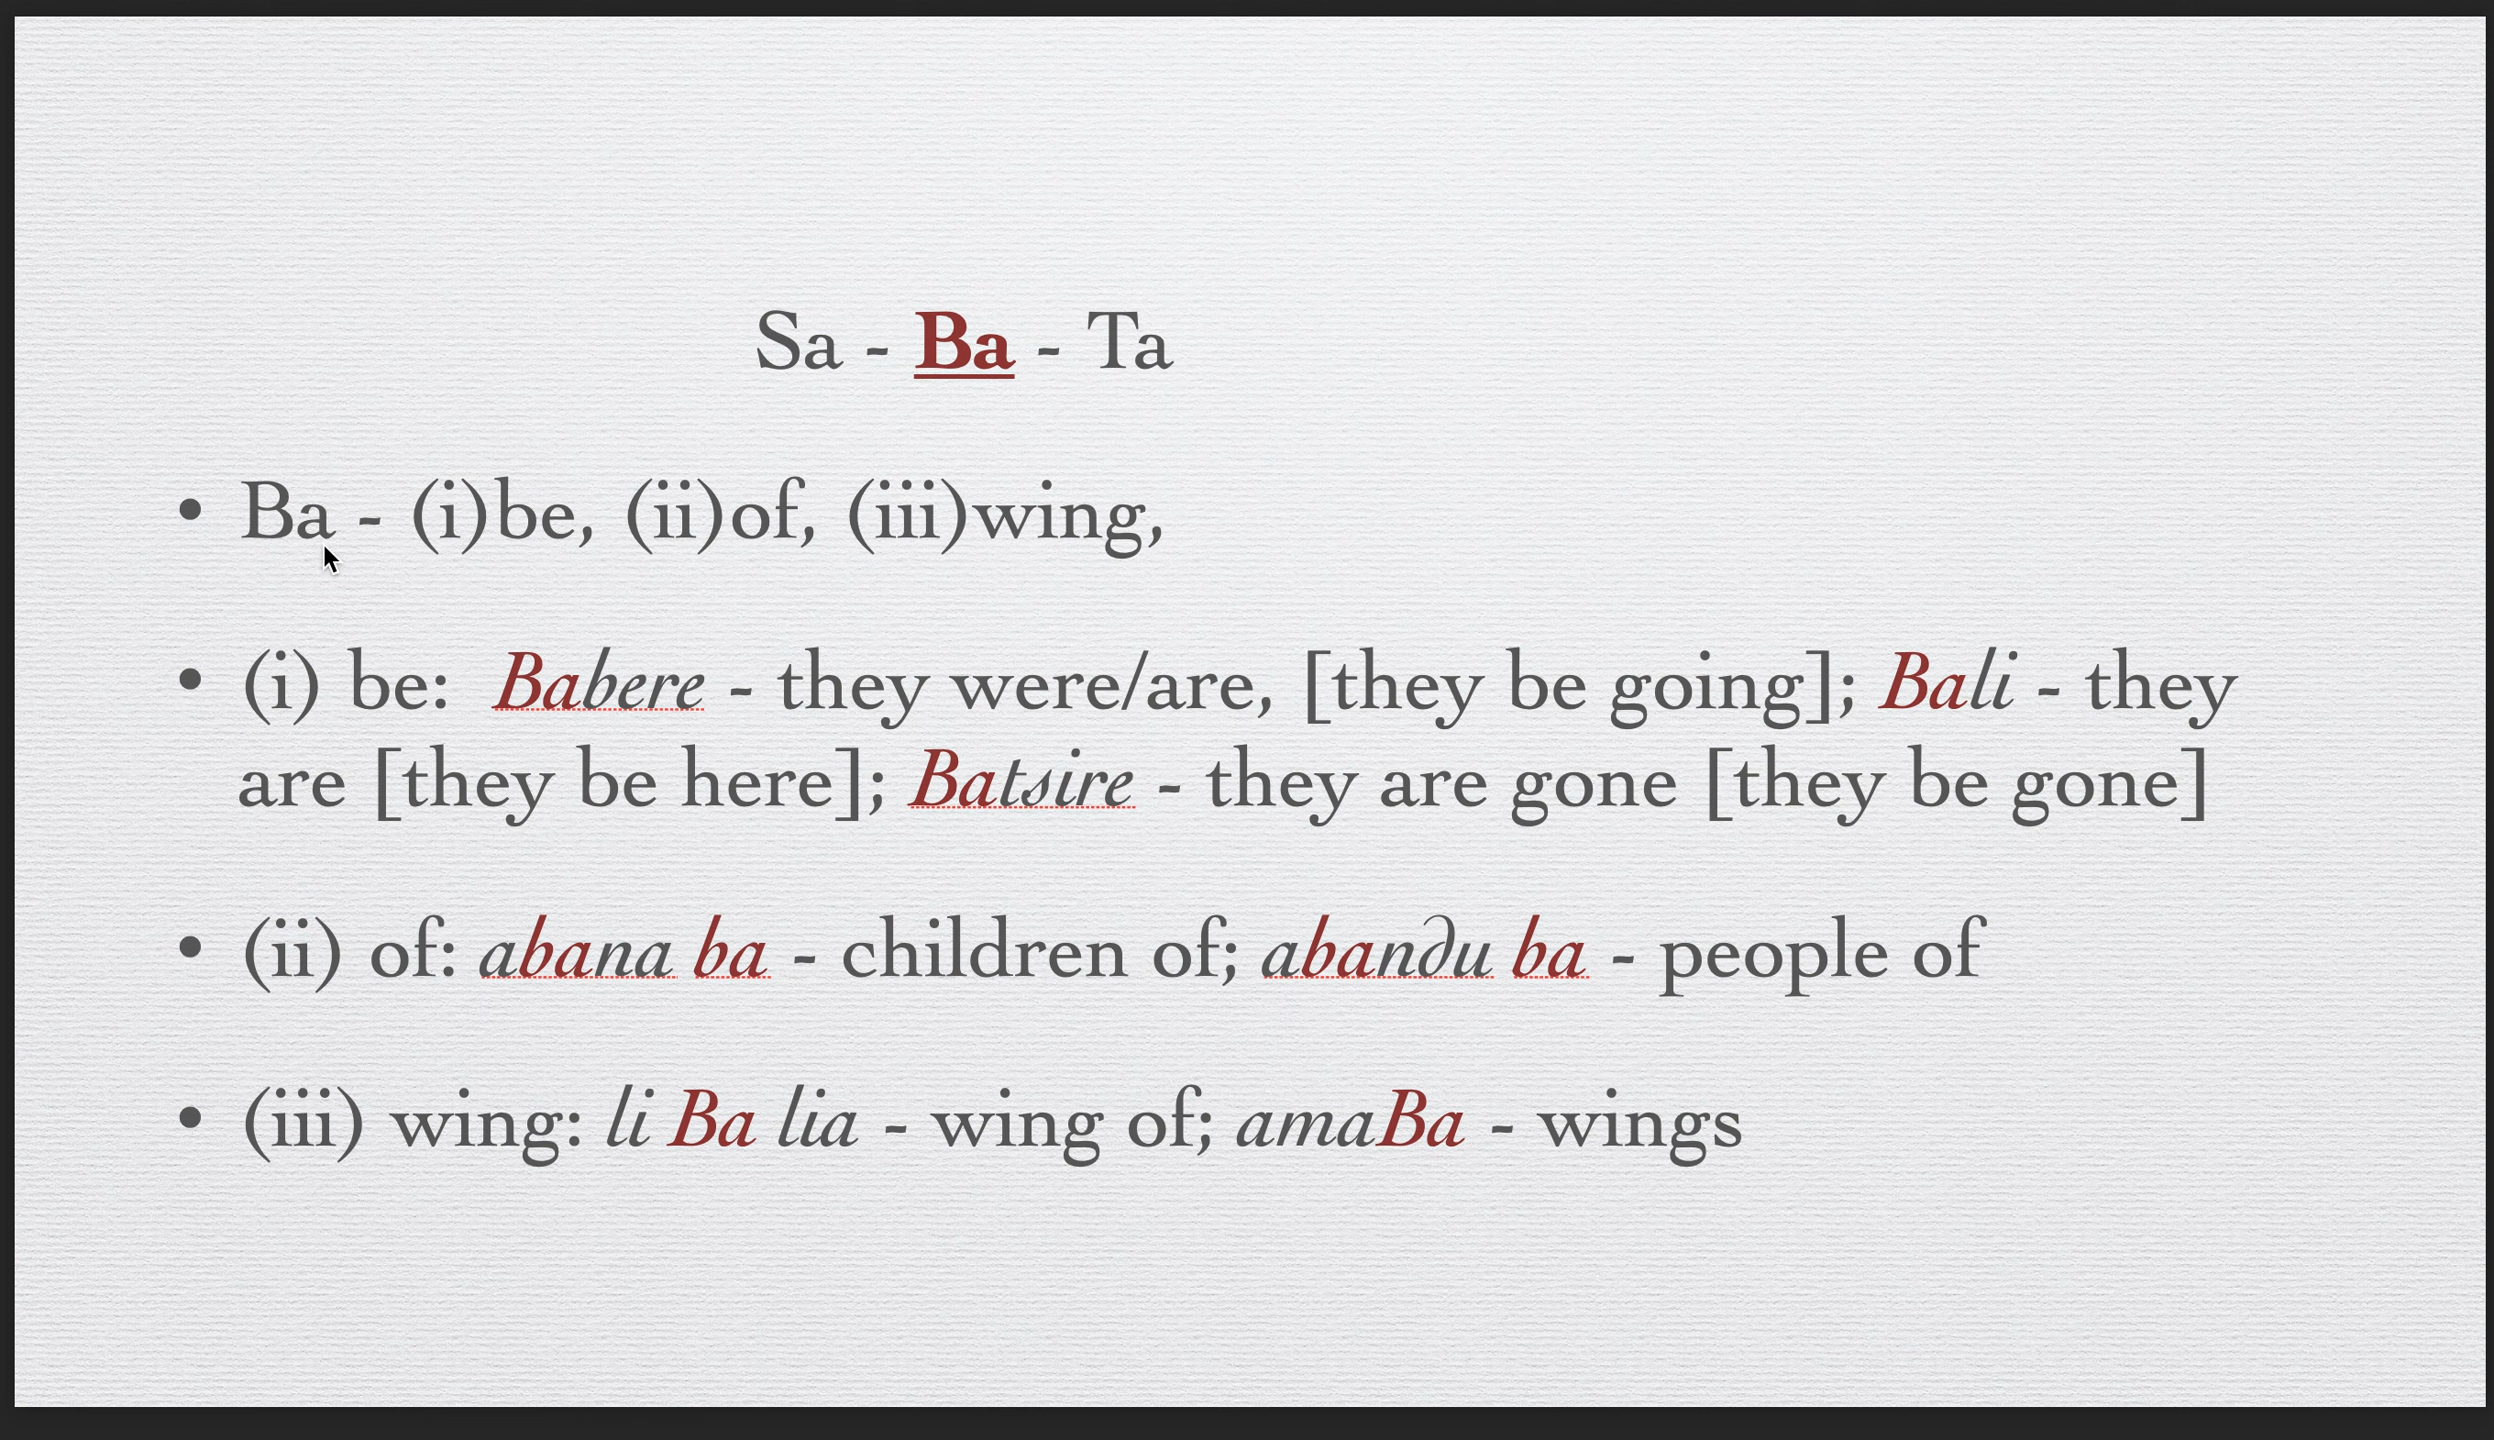 Sa - Ba - Ta
• Ba - (i)be, (ii)of, (iii)wing,
• (i) be: Babere - they were/are, [they be going]; Bali - they
are [they be here]; Batsire - they are gone [they be gone]
• (ii) of: abana ba - children of; abandu ba - people of
• (iii) wing: li Ba lia - wing of; amaBa - wings